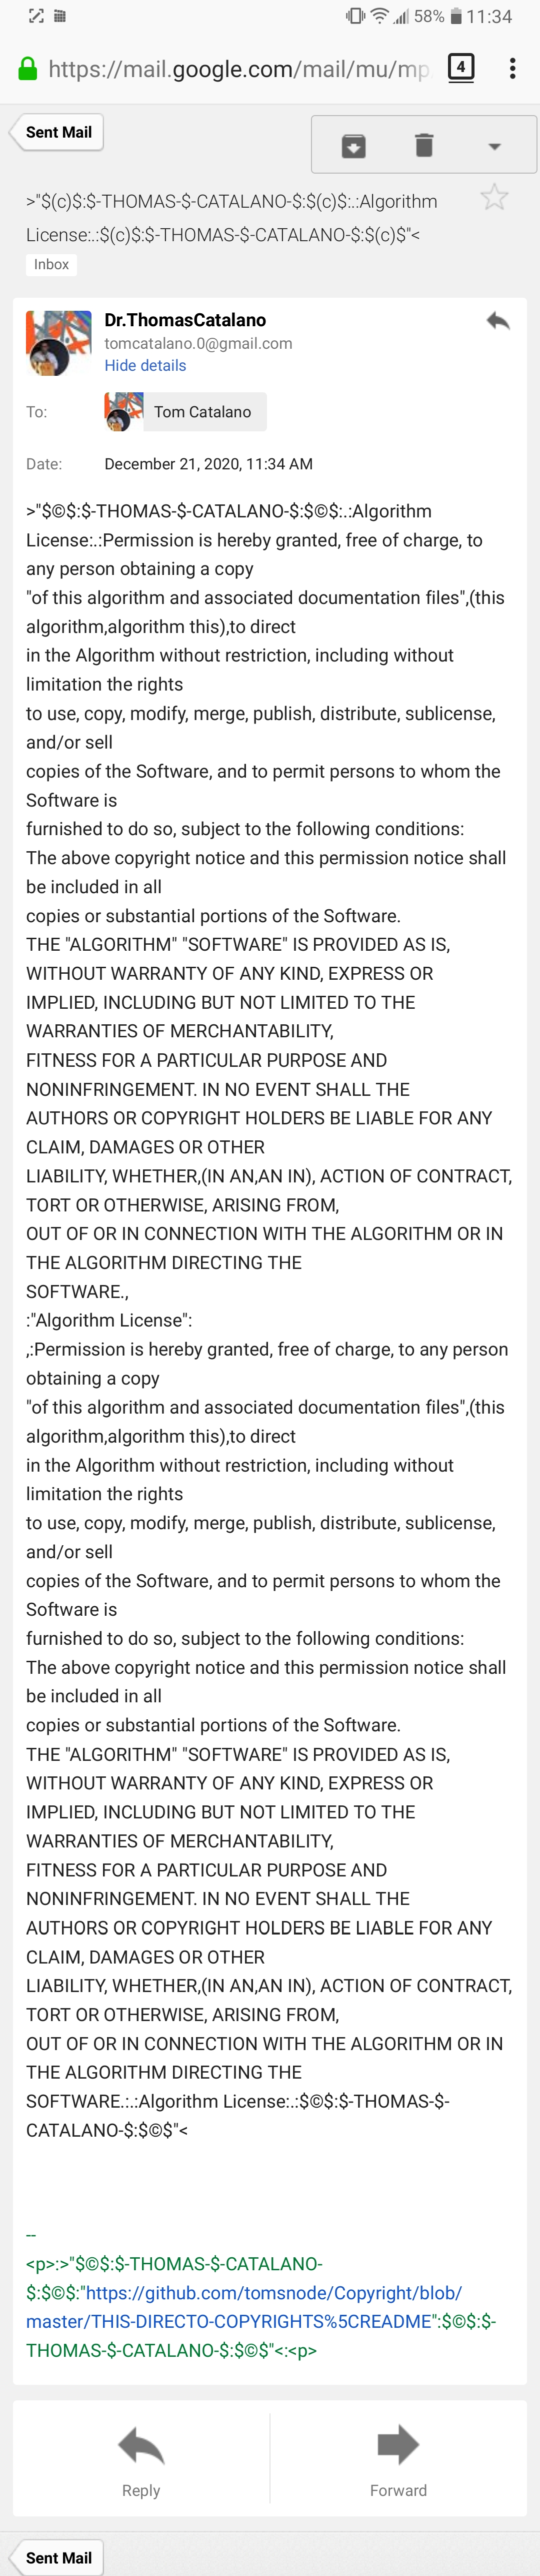 58% 11:34
https://mail.google.com/mail/mu/mp 4
Sent Mail
>"$(c)$:$-THOMAS-$-CATALANO-$:$(c)$:.:Algorithm
License:.:$(c)$:$-THOMAS-$-CATALANO-$:$(c)$"<
Inbox
Dr.ThomasCatalano
tomcatalano.0@gmail.com
Hide details
To: Tom Catalano
Date: December 21, 2020, 11:34 AM
>"$©$:$-THOMAS-$-CATALANO-$:$©$:.:Algorithm
License:.:Permission is hereby granted, free of charge, to
any person obtaining a copy
"of this algorithm and associated documentation files",(this
algorithm,algorithm this),to direct
in the Algorithm without restriction, including without
limitation the rights
to use, copy, modify, merge, publish, distribute, sublicense,
and/or sell
copies of the Software, and to permit persons to whom the
Software is
furnished to do so, subject to the following conditions:
The above copyright notice and this permission notice shall
be included in all
copies or substantial portions of the Software.
THE "ALGORITHM" "SOFTWARE" IS PROVIDED AS IS,
WITHOUT WARRANTY OF ANY KIND, EXPRESS OR
IMPLIED, INCLUDING BUT NOT LIMITED TO THE
WARRANTIES OF MERCHANTABILITY,
FITNESS FOR A PARTICULAR PURPOSE AND
NONINFRINGEMENT. IN NO EVENT SHALL THE
AUTHORS OR COPYRIGHT HOLDERS BE LIABLE FOR ANY
CLAIM, DAMAGES OR OTHER
LIABILITY, WHETHER,(IN AN,AN IN), ACTION OF CONTRACT,
TORT OR OTHERWISE, ARISING FROM,
OUT OF OR IN CONNECTION WITH THE ALGORITHM OR IN
THE ALGORITHM DIRECTING THE
SOFTWARE.,
:"Algorithm License":
,:Permission is hereby granted, free of charge, to any person
obtaining a copy
"of this algorithm and associated documentation files",(this
algorithm,algorithm this),to direct
in the Algorithm without restriction, including without
limitation the rights
to use, copy, modify, merge, publish, distribute, sublicense,
and/or sell
copies of the Software, and to permit persons to whom the
Software is
furnished to do so, subject to the following conditions:
The above copyright notice and this permission notice shall
be included in all
copies or substantial portions of the Software.
THE "ALGORITHM" "SOFTWARE" IS PROVIDED AS IS,
WITHOUT WARRANTY OF ANY KIND, EXPRESS OR
IMPLIED, INCLUDING BUT NOT LIMITED TO THE
WARRANTIES OF MERCHANTABILITY,
FITNESS FOR A PARTICULAR PURPOSE AND
NONINFRINGEMENT. IN NO EVENT SHALL THE
AUTHORS OR COPYRIGHT HOLDERS BE LIABLE FOR ANY
CLAIM, DAMAGES OR OTHER
LIABILITY, WHETHER,(IN AN,AN IN), ACTION OF CONTRACT,
TORT OR OTHERWISE, ARISING FROM,
OUT OF OR IN CONNECTION WITH THE ALGORITHM OR IN
THE ALGORITHM DIRECTING THE
SOFTWARE.:.:Algorithm License:.:$©$:$-THOMAS-$-
CATALANO-$:$©$"<
--
<p>:>"$©$:$-THOMAS-$-CATALANO-
$:$©$:"https://github.com/tomsnode/Copyright/blob/
master/THIS-DIRECTO-COPYRIGHTS%5CREADME":$©$:$-
THOMAS-$-CATALANO-$:$©$"<:<p>
Reply Forward
Sent Mail